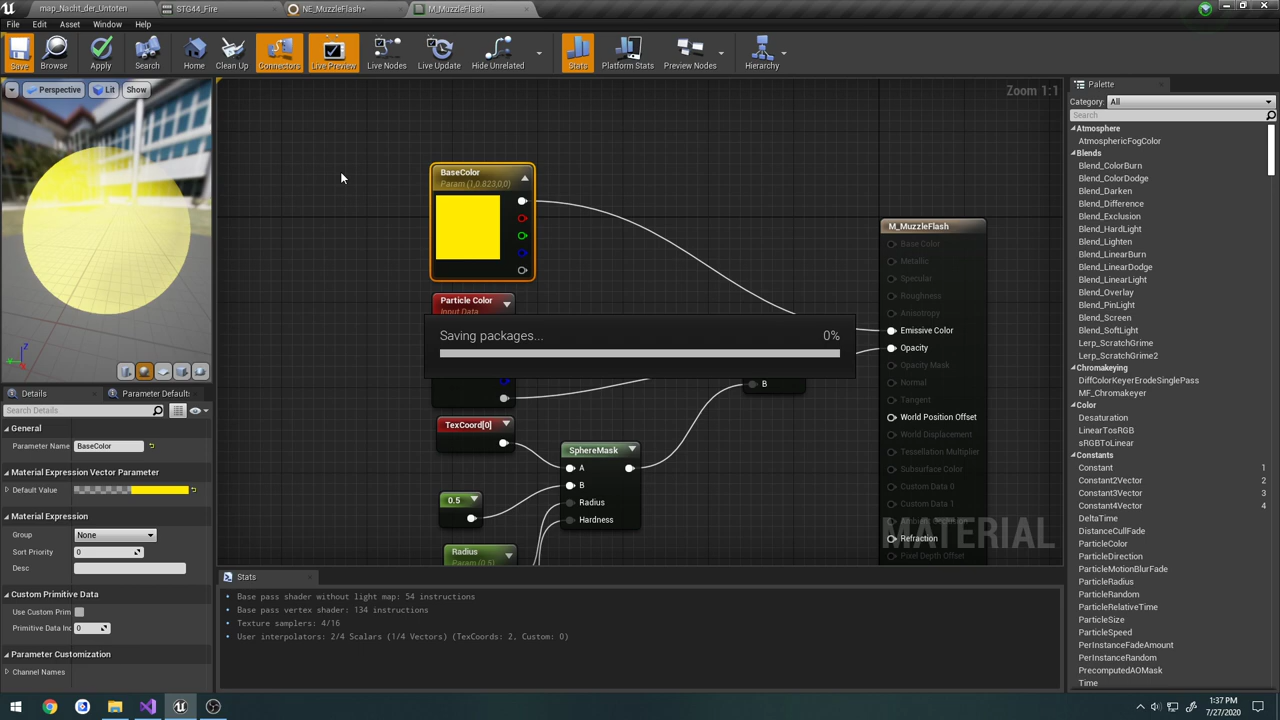 map_Nacht_der_Untoten
STG44_Fire
NE_MuzzleFlash*
M_MuzzleFlash
File Edit Asset Window Help
Save
Browse
Apply
Search
Home
Clean Up
Connectors
Live Preview
Live Nodes
Live Update
Hide Unrelated
Stats
Platform Stats
Preview Nodes
Hierarchy
Perspective
Lit
Show
Zoom 1:1
BaseColor
Param (1,0.823,0,0)
Particle Color
Input Data
Saving packages...
0%
B
TexCoord[0]
SphereMask
A
B
Radius
Hardness
0.5
Radius
Param (0.5)
M_MuzzleFlash
Base Color
Metallic
Specular
Roughness
Anisotropy
Emissive Color
Opacity
Opacity Mask
Normal
Tangent
World Position Offset
World Displacement
Tessellation Multiplier
Subsurface Color
Custom Data 0
Custom Data 1
Refraction
Pixel Depth Offset
MATERIAL
Details
Parameter Default:
Search Details
General
Parameter Name
BaseColor
Material Expression Vector Parameter
Default Value
Material Expression
Group
None
Sort Priority
0
Desc
Custom Primitive Data
Use Custom Prim
Primitive Data Inc
0
Parameter Customization
Channel Names
Stats
Base pass shader without light map: 54 instructions
Base pass vertex shader: 134 instructions
Texture samplers: 4/16
User interpolators: 2/4 Scalars (1/4 Vectors) (TexCoords: 2, Custom: 0)
Palette
Category: All
Search
Atmosphere
AtmosphericFogColor
Blends
Blend_ColorBurn
Blend_ColorDodge
Blend_Darken
Blend_Difference
Blend_Exclusion
Blend_HardLight
Blend_Lighten
Blend_LinearBurn
Blend_LinearDodge
Blend_LinearLight
Blend_Overlay
Blend_PinLight
Blend_Screen
Blend_SoftLight
Lerp_ScratchGrime
Lerp_ScratchGrime2
Chromakeying
DiffColorKeyerErodeSinglePass
MF_Chromakeyer
Color
Desaturation
LinearTosRGB
sRGBToLinear
Constants
Constant 1
Constant2Vector 2
Constant3Vector 3
Constant4Vector 4
DeltaTime
DistanceCullFade
ParticleColor
ParticleDirection
ParticleMotionBlurFade
ParticleRadius
ParticleRandom
ParticleRelativeTime
ParticleSize
ParticleSpeed
PerInstanceFadeAmount
PerInstanceRandom
PrecomputedAOMask
Time
1:37 PM
7/27/2020